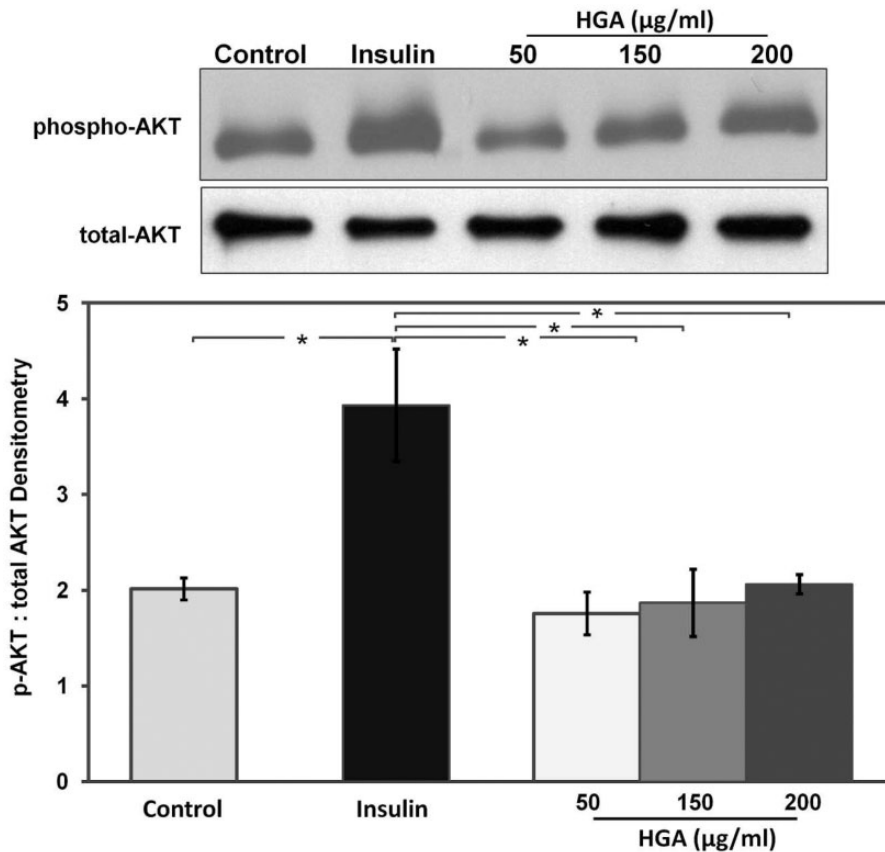 HGA (µg/ml)
Control Insulin 50 150 200
phospho-AKT
total-AKT
p-AKT : total AKT Densitometry
5
4
3
2
1
0
*
*
*
*
Control Insulin 50 150 200
HGA (µg/ml)